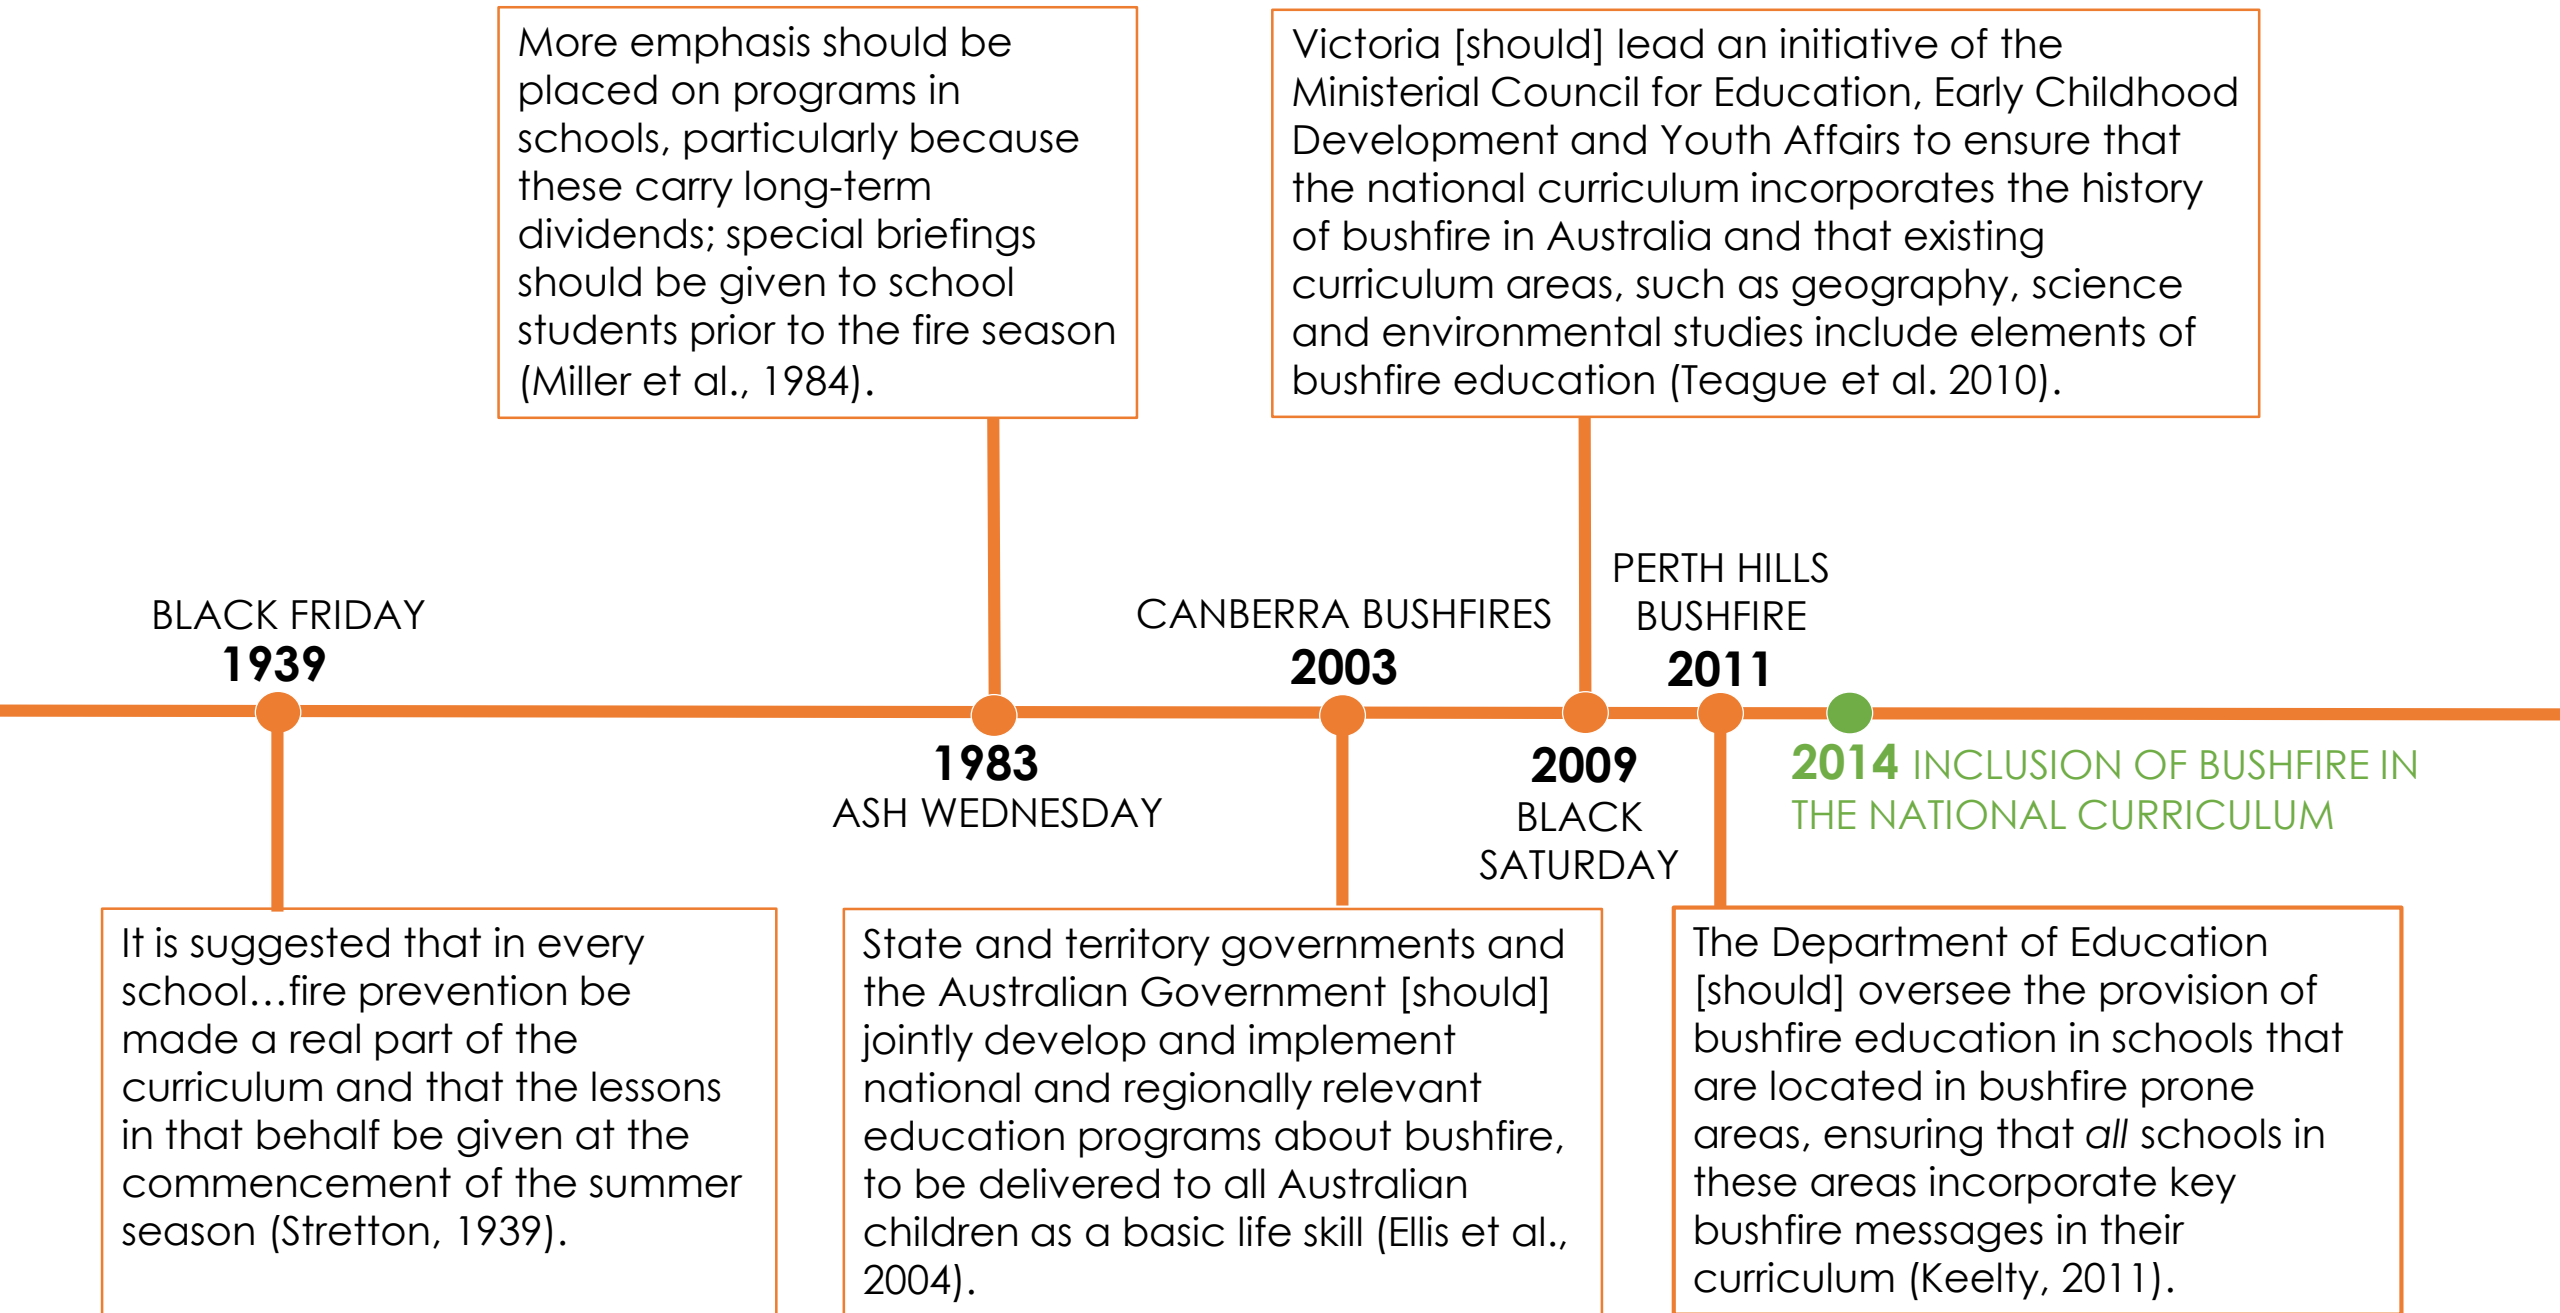 More emphasis should be
placed on programs in
schools, particularly because
these carry long-term
dividends; special briefings
should be given to school
students prior to the fire season
(Miller et al., 1984).
Victoria [should] lead an initiative of the
Ministerial Council for Education, Early Childhood
Development and Youth Affairs to ensure that
the national curriculum incorporates the history
of bushfire in Australia and that existing
curriculum areas, such as geography, science
and environmental studies include elements of
bushfire education (Teague et al. 2010).
BLACK FRIDAY
1939
CANBERRA BUSHFIRES
2003
PERTH HILLS
BUSHFIRE
2011
1983
ASH WEDNESDAY
2009
BLACK
SATURDAY
2014 INCLUSION OF BUSHFIRE IN
THE NATIONAL CURRICULUM
It is suggested that in every
school…fire prevention be
made a real part of the
curriculum and that the lessons
in that behalf be given at the
commencement of the summer
season (Stretton, 1939).
State and territory governments and
the Australian Government [should]
jointly develop and implement
national and regionally relevant
education programs about bushfire,
to be delivered to all Australian
children as a basic life skill (Ellis et al.,
2004).
The Department of Education
[should] oversee the provision of
bushfire education in schools that
are located in bushfire prone
areas, ensuring that all schools in
these areas incorporate key
bushfire messages in their
curriculum (Keelty, 2011).